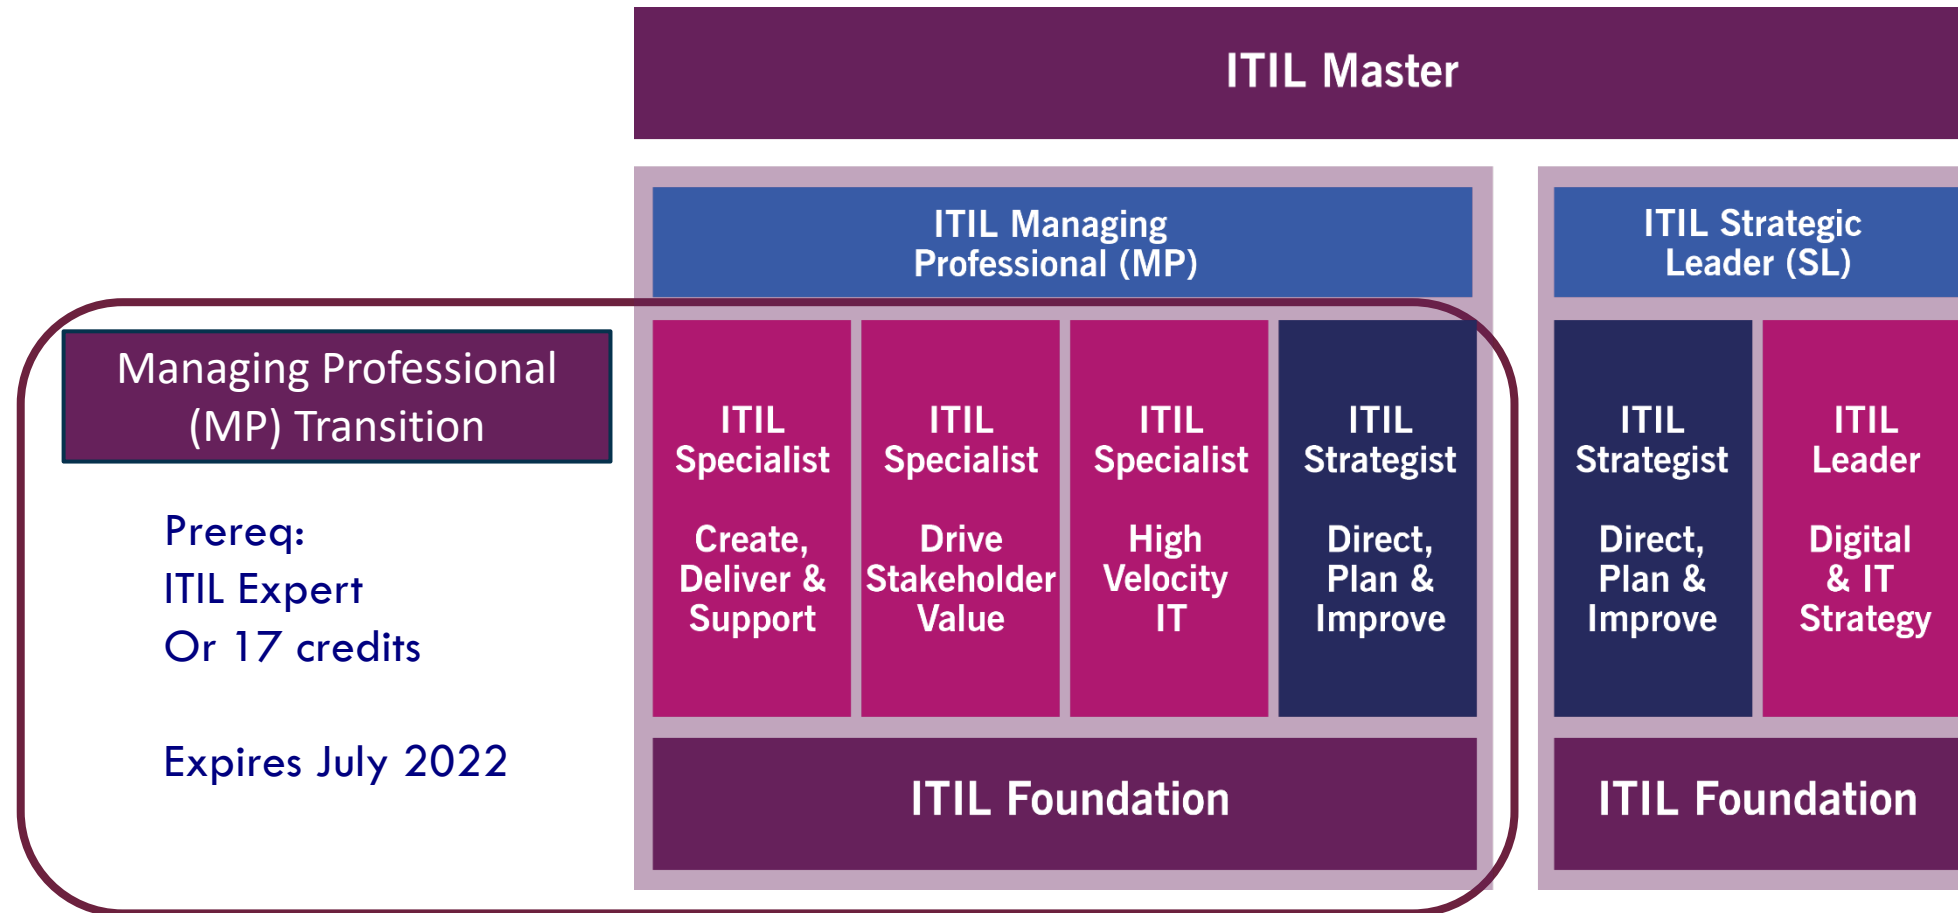 ITIL Master
ITIL Managing
Professional (MP)
ITIL Strategic
Leader (SL)
Managing Professional
(MP) Transition
Prereq:
ITIL Expert
Or 17 credits
Expires July 2022
ITIL
Specialist
Create,
Deliver &
Support
ITIL
Specialist
Drive
Stakeholder
Value
ITIL
Specialist
High
Velocity
IT
ITIL
Strategist
Direct,
Plan &
Improve
ITIL
Strategist
Direct,
Plan &
Improve
ITIL
Leader
Digital
& IT
Strategy
ITIL Foundation
ITIL Foundation